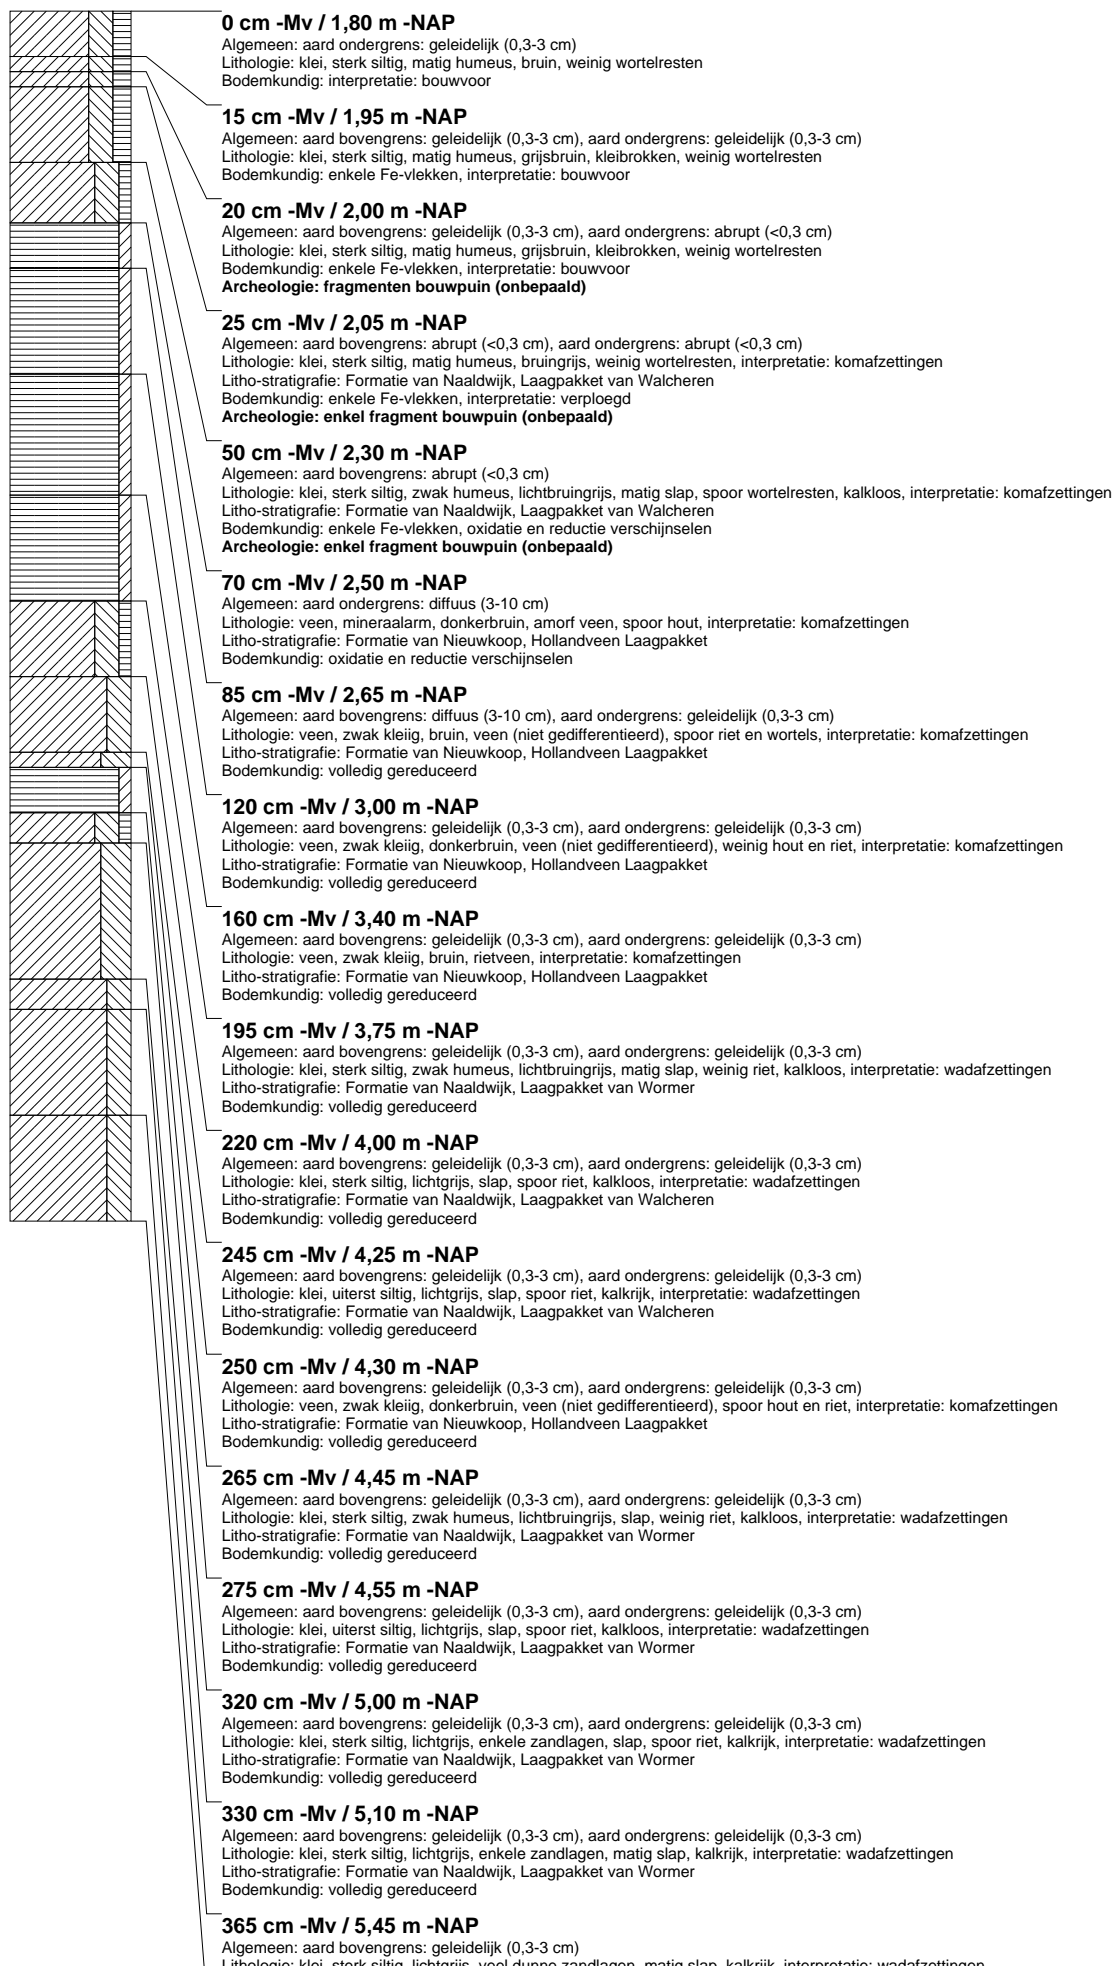 0 cm -Mv / 1,80 m -NAP
Algemeen: aard ondergrens: geleidelijk (0,3-3 cm)
Lithologie: klei, sterk siltig, matig humeus, bruin, weinig wortelresten
Bodemkundig: interpretatie: bouwvoor
15 cm -Mv / 1,95 m -NAP
Algemeen: aard bovengrens: geleidelijk (0,3-3 cm), aard ondergrens: geleidelijk (0,3-3 cm)
Lithologie: klei, sterk siltig, matig humeus, grijsbruin, kleibrokken, weinig wortelresten
Bodemkundig: enkele Fe-vlekken, interpretatie: bouwvoor
20 cm -Mv / 2,00 m -NAP
Algemeen: aard bovengrens: geleidelijk (0,3-3 cm), aard ondergrens: abrupt (<0,3 cm)
Lithologie: klei, sterk siltig, matig humeus, grijsbruin, kleibrokken, weinig wortelresten
Bodemkundig: enkele Fe-vlekken, interpretatie: bouwvoor
Archeologie: fragmenten bouwpuin (onbepaald)
25 cm -Mv / 2,05 m -NAP
Algemeen: aard bovengrens: abrupt (<0,3 cm), aard ondergrens: abrupt (<0,3 cm)
Lithologie: klei, sterk siltig, matig humeus, bruingrijs, weinig wortelresten, interpretatie: komafzettingen
Litho-stratigrafie: Formatie van Naaldwijk, Laagpakket van Walcheren
Bodemkundig: enkele Fe-vlekken, interpretatie: verploegd
Archeologie: enkel fragment bouwpuin (onbepaald)
50 cm -Mv / 2,30 m -NAP
Algemeen: aard bovengrens: abrupt (<0,3 cm)
Lithologie: klei, sterk siltig, zwak humeus, lichtbruingrijs, matig slap, spoor wortelresten, kalkloos, interpretatie: komafzettingen
Litho-stratigrafie: Formatie van Naaldwijk, Laagpakket van Walcheren
Bodemkundig: enkele Fe-vlekken, oxidatie en reductie verschijnselen
Archeologie: enkel fragment bouwpuin (onbepaald)
70 cm -Mv / 2,50 m -NAP
Algemeen: aard ondergrens: diffuus (3-10 cm)
Lithologie: veen, mineraalarm, donkerbruin, amorf veen, spoor hout, interpretatie: komafzettingen
Litho-stratigrafie: Formatie van Nieuwkoop, Hollandveen Laagpakket
Bodemkundig: oxidatie en reductie verschijnselen
85 cm -Mv / 2,65 m -NAP
Algemeen: aard bovengrens: diffuus (3-10 cm), aard ondergrens: geleidelijk (0,3-3 cm)
Lithologie: veen, zwak kleiig, bruin, veen (niet gedifferentieerd), spoor riet en wortels, interpretatie: komafzettingen
Litho-stratigrafie: Formatie van Nieuwkoop, Hollandveen Laagpakket
Bodemkundig: volledig gereduceerd
120 cm -Mv / 3,00 m -NAP
Algemeen: aard bovengrens: geleidelijk (0,3-3 cm), aard ondergrens: geleidelijk (0,3-3 cm)
Lithologie: veen, zwak kleiig, donkerbruin, veen (niet gedifferentieerd), weinig hout en riet, interpretatie: komafzettingen
Litho-stratigrafie: Formatie van Nieuwkoop, Hollandveen Laagpakket
Bodemkundig: volledig gereduceerd
160 cm -Mv / 3,40 m -NAP
Algemeen: aard bovengrens: geleidelijk (0,3-3 cm), aard ondergrens: geleidelijk (0,3-3 cm)
Lithologie: veen, zwak kleiig, bruin, rietveen, interpretatie: komafzettingen
Litho-stratigrafie: Formatie van Nieuwkoop, Hollandveen Laagpakket
Bodemkundig: volledig gereduceerd
195 cm -Mv / 3,75 m -NAP
Algemeen: aard bovengrens: geleidelijk (0,3-3 cm), aard ondergrens: geleidelijk (0,3-3 cm)
Lithologie: klei, sterk siltig, zwak humeus, lichtbruingrijs, matig slap, weinig riet, kalkloos, interpretatie: wadafzettingen
Litho-stratigrafie: Formatie van Naaldwijk, Laagpakket van Wormer
Bodemkundig: volledig gereduceerd
220 cm -Mv / 4,00 m -NAP
Algemeen: aard bovengrens: geleidelijk (0,3-3 cm), aard ondergrens: geleidelijk (0,3-3 cm)
Lithologie: klei, sterk siltig, lichtgrijs, slap, spoor riet, kalkloos, interpretatie: wadafzettingen
Litho-stratigrafie: Formatie van Naaldwijk, Laagpakket van Walcheren
Bodemkundig: volledig gereduceerd
245 cm -Mv / 4,25 m -NAP
Algemeen: aard bovengrens: geleidelijk (0,3-3 cm), aard ondergrens: geleidelijk (0,3-3 cm)
Lithologie: klei, uiterst siltig, lichtgrijs, slap, spoor riet, kalkrijk, interpretatie: wadafzettingen
Litho-stratigrafie: Formatie van Naaldwijk, Laagpakket van Walcheren
Bodemkundig: volledig gereduceerd
250 cm -Mv / 4,30 m -NAP
Algemeen: aard bovengrens: geleidelijk (0,3-3 cm), aard ondergrens: geleidelijk (0,3-3 cm)
Lithologie: veen, zwak kleiig, donkerbruin, veen (niet gedifferentieerd), spoor hout en riet, interpretatie: komafzettingen
Litho-stratigrafie: Formatie van Nieuwkoop, Hollandveen Laagpakket
Bodemkundig: volledig gereduceerd
265 cm -Mv / 4,45 m -NAP
Algemeen: aard bovengrens: geleidelijk (0,3-3 cm), aard ondergrens: geleidelijk (0,3-3 cm)
Lithologie: klei, sterk siltig, zwak humeus, lichtbruingrijs, slap, weinig riet, kalkloos, interpretatie: wadafzettingen
Litho-stratigrafie: Formatie van Naaldwijk, Laagpakket van Wormer
Bodemkundig: volledig gereduceerd
275 cm -Mv / 4,55 m -NAP
Algemeen: aard bovengrens: geleidelijk (0,3-3 cm), aard ondergrens: geleidelijk (0,3-3 cm)
Lithologie: klei, uiterst siltig, lichtgrijs, slap, spoor riet, kalkloos, interpretatie: wadafzettingen
Litho-stratigrafie: Formatie van Naaldwijk, Laagpakket van Wormer
Bodemkundig: volledig gereduceerd
320 cm -Mv / 5,00 m -NAP
Algemeen: aard bovengrens: geleidelijk (0,3-3 cm), aard ondergrens: geleidelijk (0,3-3 cm)
Lithologie: klei, sterk siltig, lichtgrijs, enkele zandlagen, slap, spoor riet, kalkrijk, interpretatie: wadafzettingen
Litho-stratigrafie: Formatie van Naaldwijk, Laagpakket van Wormer
Bodemkundig: volledig gereduceerd
330 cm -Mv / 5,10 m -NAP
Algemeen: aard bovengrens: geleidelijk (0,3-3 cm), aard ondergrens: geleidelijk (0,3-3 cm)
Lithologie: klei, sterk siltig, lichtgrijs, enkele zandlagen, matig slap, kalkrijk, interpretatie: wadafzettingen
Litho-stratigrafie: Formatie van Naaldwijk, Laagpakket van Wormer
Bodemkundig: volledig gereduceerd
365 cm -Mv / 5,45 m -NAP
Algemeen: aard bovengrens: geleidelijk (0,3-3 cm)
Lithologie: klei, sterk siltig, lichtgrijs, veel dunne zandlagen, matig slap, kalkrijk, interpretatie: wadafzettingen